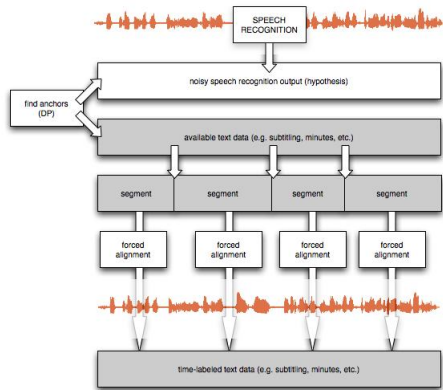 SPEECH
RECOGNITION
noisy speech recognition output (hypothesis)
find anchors
(DP)
available text data (e.g. subtitling, minutes, etc.)
segment
segment
segment
segment
forced
alignment
forced
alignment
forced
alignment
forced
alignment
time-labeled text data (e.g. subtitling, minutes, etc.)